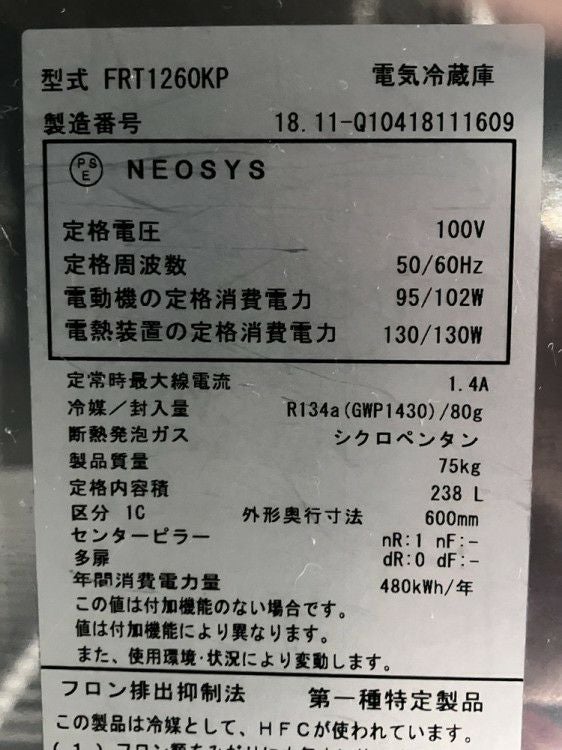 型式 FRT1260KP 電気冷蔵庫
製造番号 18.11-Q10418111609
PSE NEOSYS
定格電圧 100V
定格周波数 50/60Hz
電動機の定格消費電力 95/102W
電熱装置の定格消費電力 130/130W
定常時最大線電流 1.4A
冷媒/封入量 R134a(GWP1430)/80g
断熱発泡ガス シクロペンタン
製品質量 75kg
定格内容積 238 L
区分 1C 外形奥行寸法 600mm
センターピラー nR:1 nF:-
多扉 dR:0 dF:-
年間消費電力量 480kWh/年
この値は付加機能のない場合です。
値は付加機能により異なります。
また、使用環境・状況により変動します。
フロン排出抑制法 第一種特定製品
この製品は冷媒として、HFCが使われています。